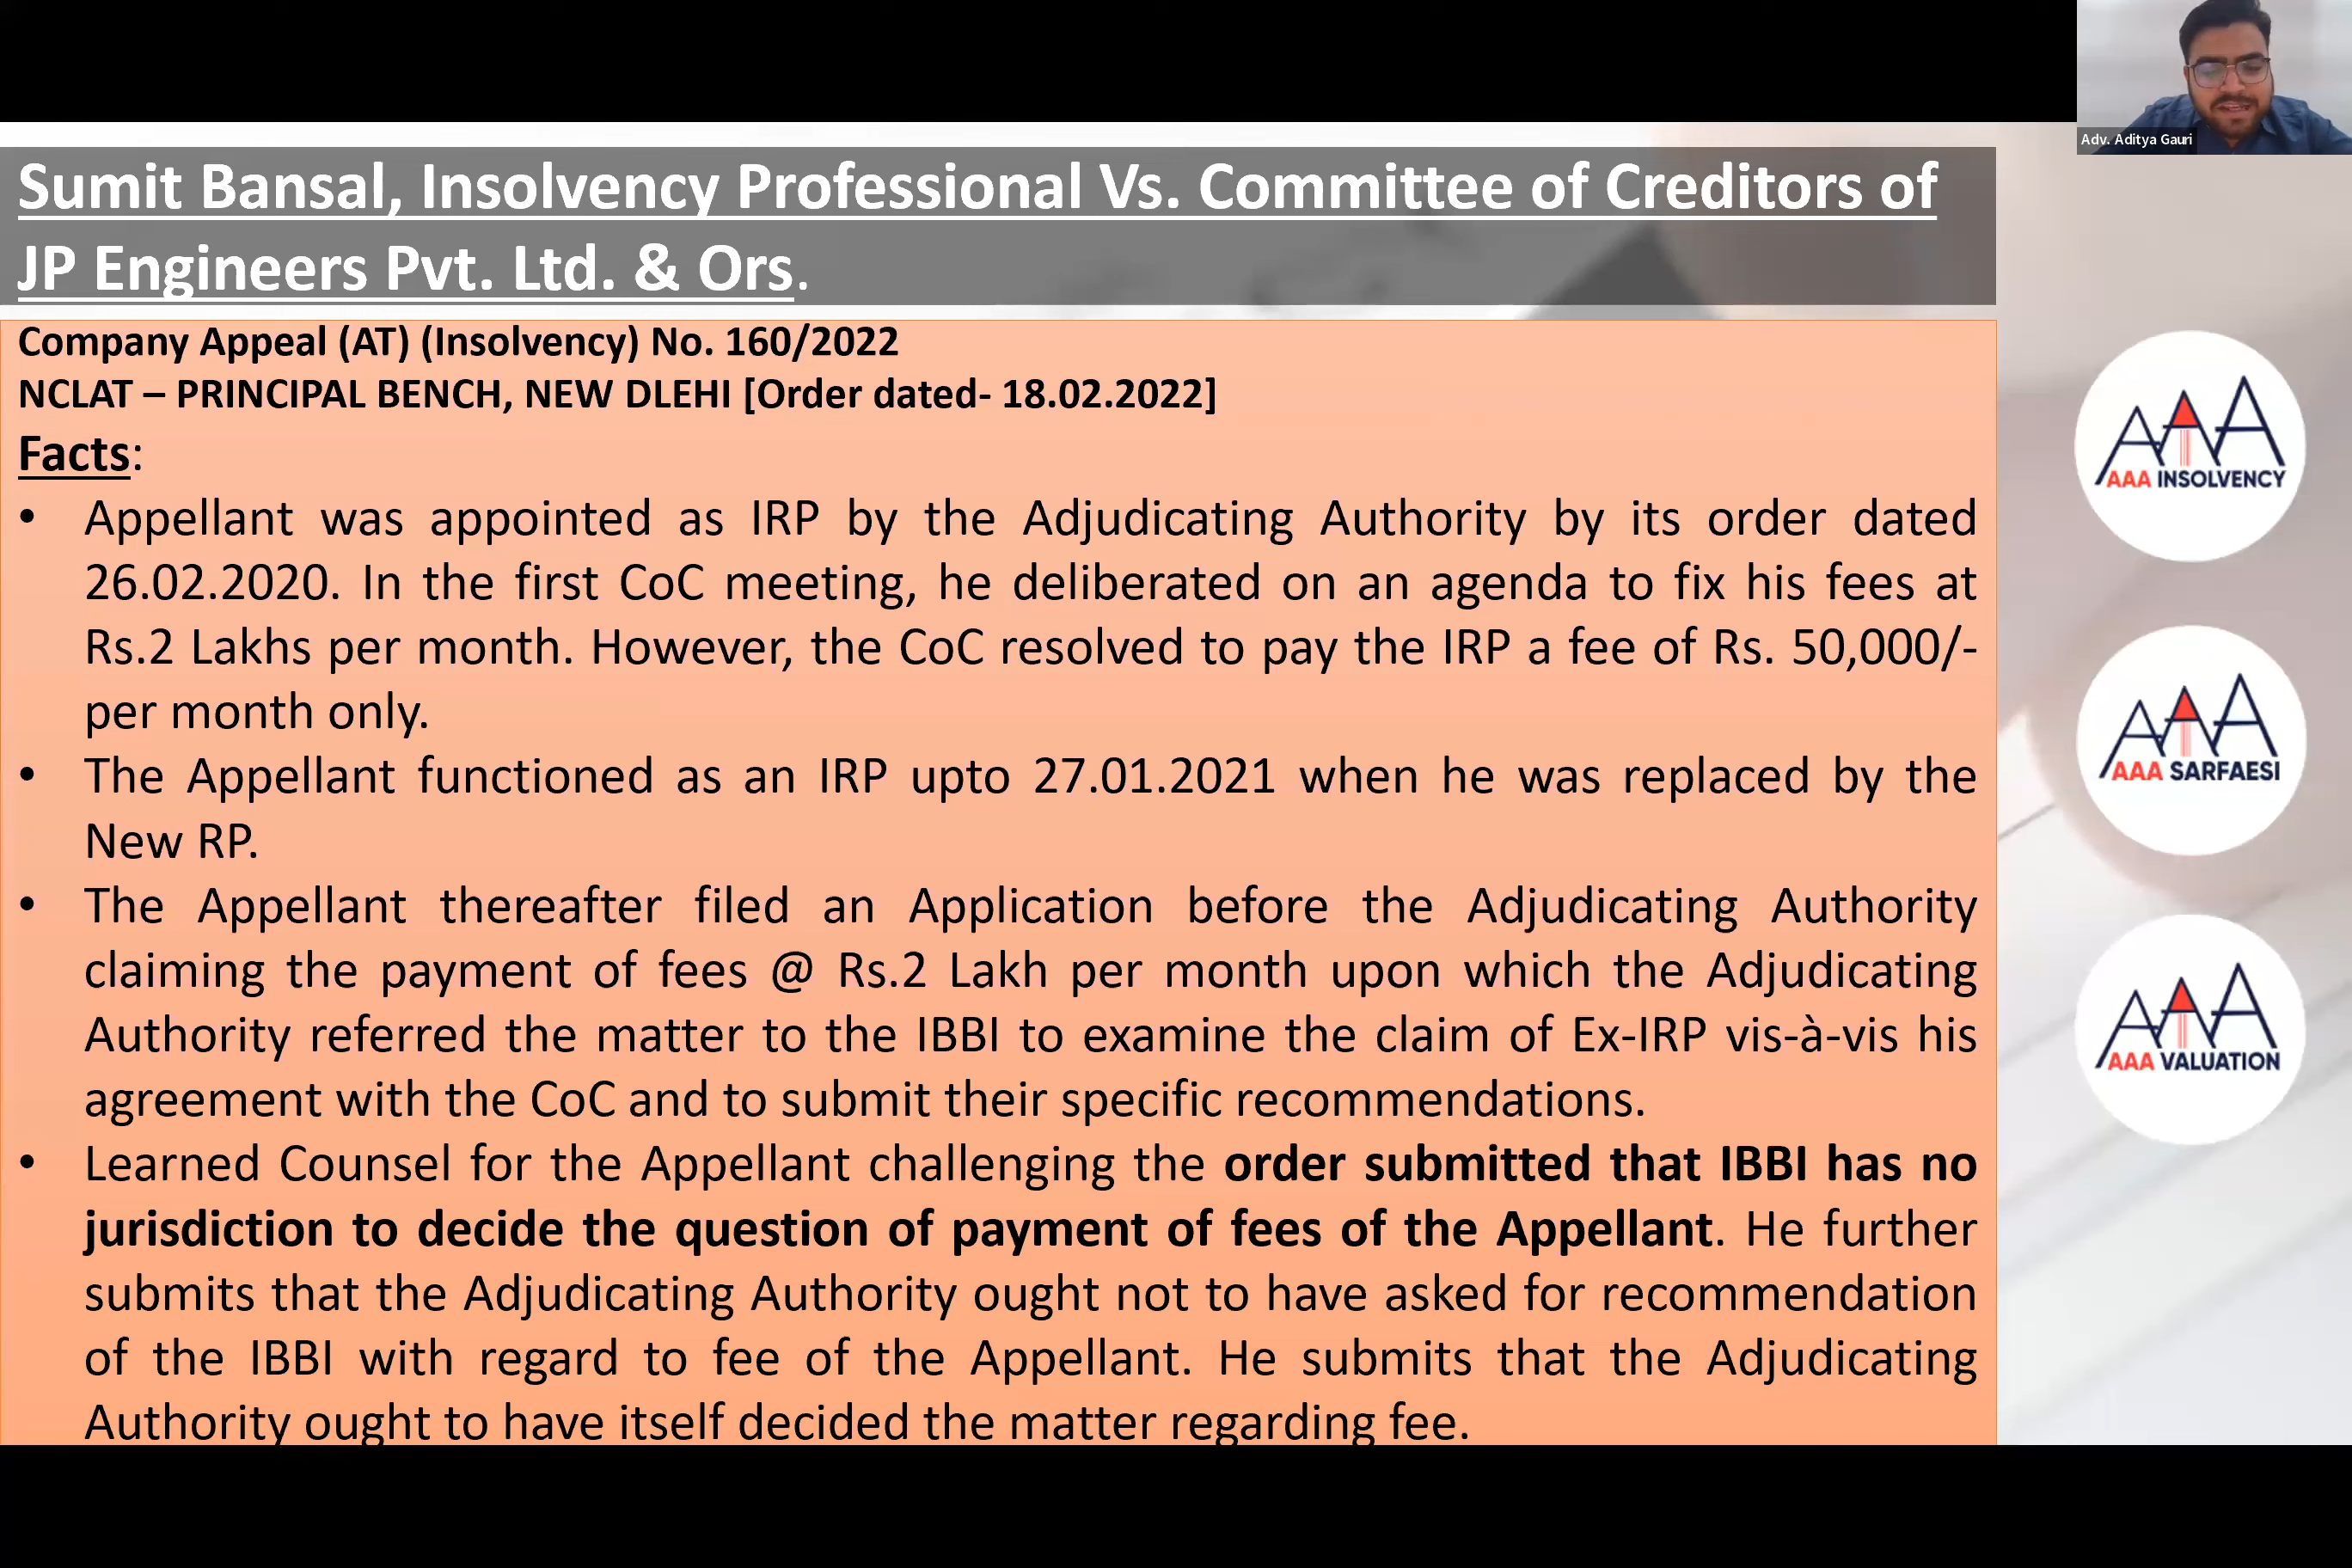 Adv. Aditya Gauri
Sumit Bansal, Insolvency Professional Vs. Committee of Creditors of
JP Engineers Pvt. Ltd. & Ors.
Company Appeal (AT) (Insolvency) No. 160/2022
NCLAT – PRINCIPAL BENCH, NEW DLEHI [Order dated- 18.02.2022]
Facts:
• Appellant was appointed as IRP by the Adjudicating Authority by its order dated
26.02.2020. In the first CoC meeting, he deliberated on an agenda to fix his fees at
Rs.2 Lakhs per month. However, the CoC resolved to pay the IRP a fee of Rs. 50,000/-
per month only.
• The Appellant functioned as an IRP upto 27.01.2021 when he was replaced by the
New RP.
• The Appellant thereafter filed an Application before the Adjudicating Authority
claiming the payment of fees @ Rs.2 Lakh per month upon which the Adjudicating
Authority referred the matter to the IBBI to examine the claim of Ex-IRP vis-à-vis his
agreement with the CoC and to submit their specific recommendations.
• Learned Counsel for the Appellant challenging the order submitted that IBBI has no
jurisdiction to decide the question of payment of fees of the Appellant. He further
submits that the Adjudicating Authority ought not to have asked for recommendation
of the IBBI with regard to fee of the Appellant. He submits that the Adjudicating
Authority ought to have itself decided the matter regarding fee.
AAA
AAA INSOLVENCY
AAA
AAA SARFAESI
AAA
AAA VALUATION